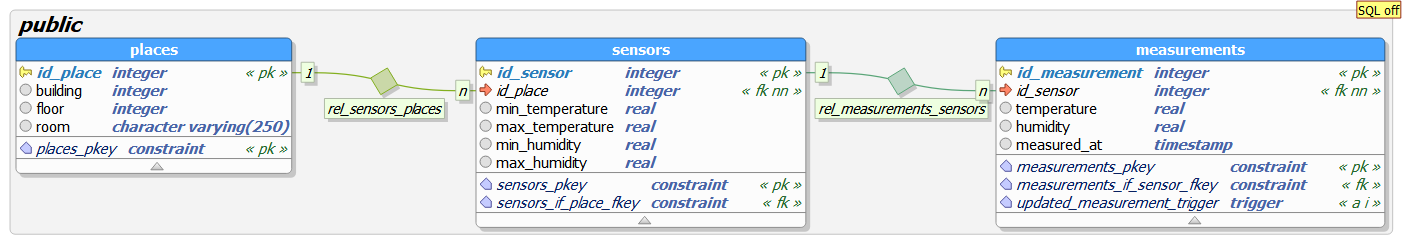 SQL off
public
places
id_place integer « pk »
building integer
floor integer
room character varying(250)
places_pkey constraint « pk »
1
rel_sensors_places
n
sensors
id_sensor integer « pk »
id_place integer « fk nn »
min_temperature real
max_temperature real
min_humidity real
max_humidity real
sensors_pkey constraint « pk »
sensors_if_place_fkey constraint « fk »
1
rel_measurements_sensors
n
measurements
id_measurement integer « pk »
id_sensor integer « fk nn »
temperature real
humidity real
measured_at timestamp
measurements_pkey constraint « pk »
measurements_if_sensor_fkey constraint « fk »
updated_measurement_trigger trigger « a i »